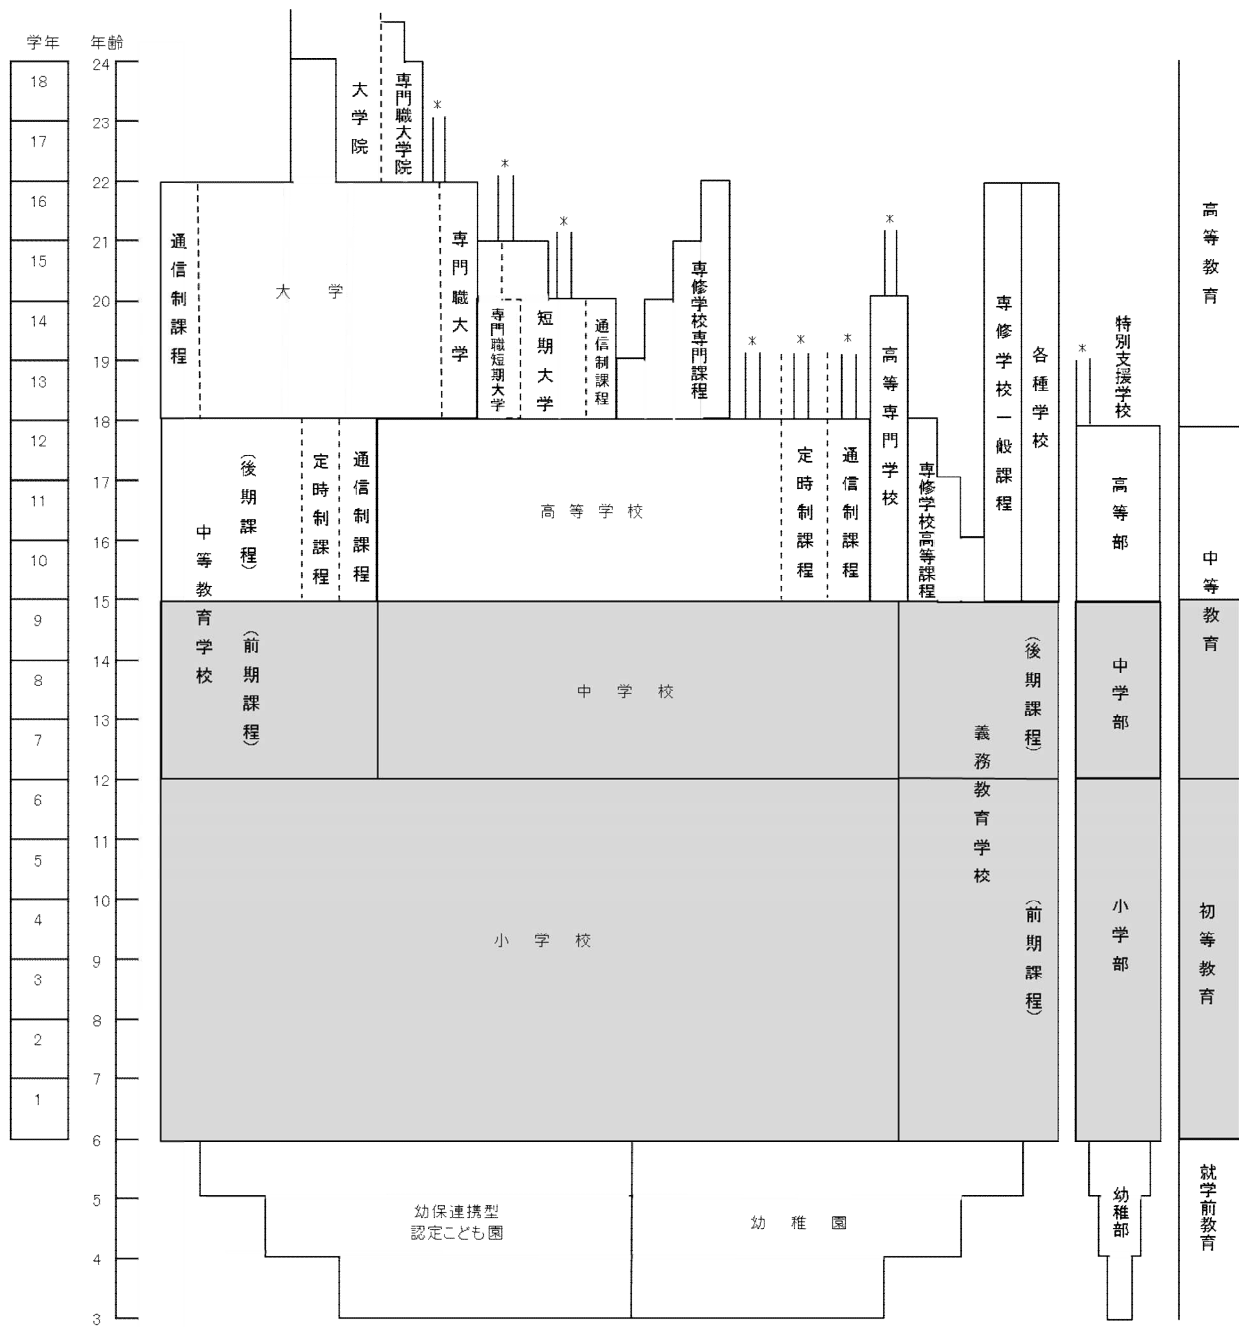 学年
年齢
18
17
16
15
14
13
12
11
10
9
8
7
6
5
4
3
2
1
24
23
22
21
20
19
18
17
16
15
14
13
12
11
10
9
8
7
6
5
4
3
大学院
専門職大学院
*
*
*
*
*
*
*
*
通信制課程
大学
専門職大学
専門職短期大学
短期大学
通信制課程
専修学校専門課程
高等専門学校
専修学校一般課程
各種学校
特別支援学校
高等教育
中等教育学校
(後期課程)
定時制課程
通信制課程
高等学校
定時制課程
通信制課程
専修学校高等課程
高等部
中等教育
(前期課程)
中学校
義務教育学校
(後期課程)
中学部
小学校
(前期課程)
小学部
初等教育
幼保連携型
認定こども園
幼稚園
幼稚部
就学前教育